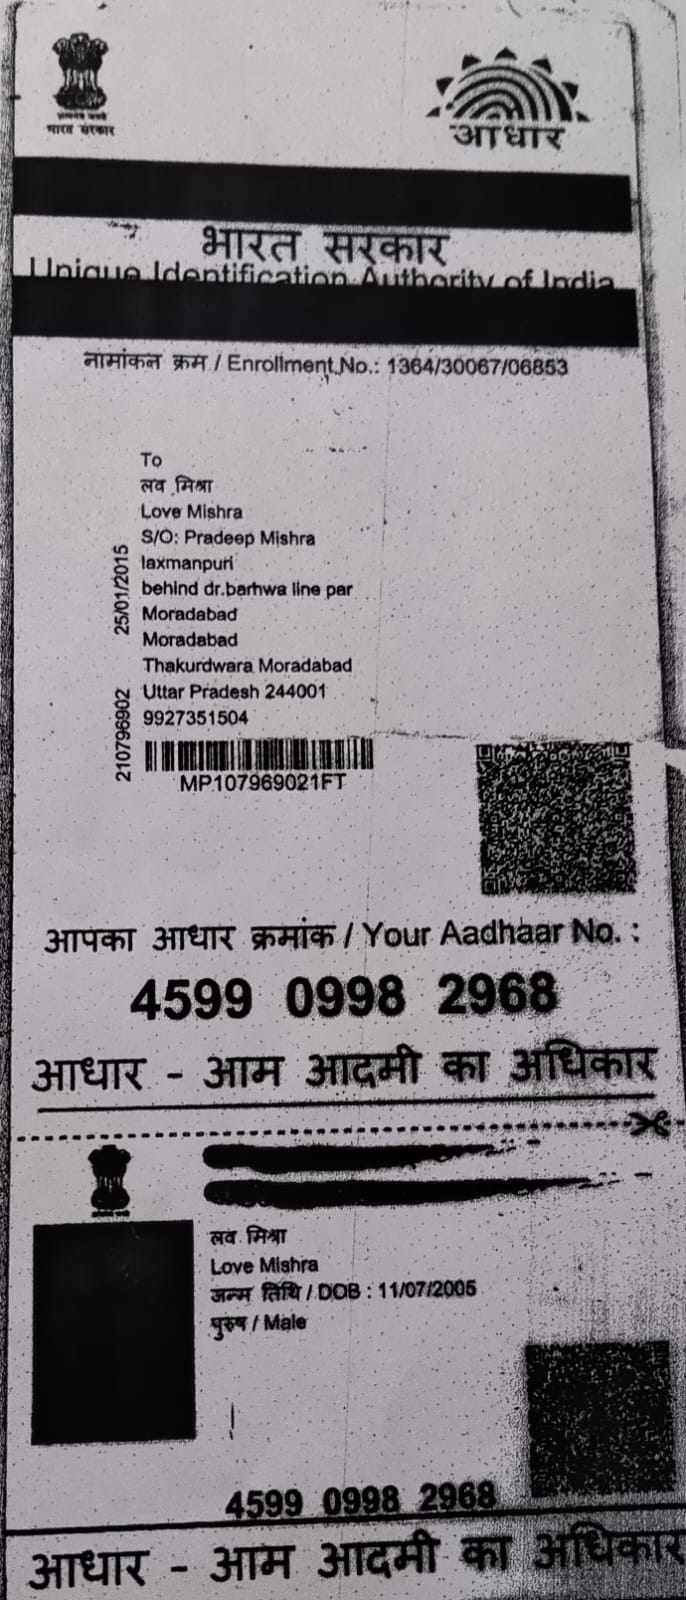 भारत सरकार
आधार
भारत सरकार
Unique Identification Authority of India
नामांकन क्रम / Enrollment No.: 1364/30067/06853
To
लव मिश्रा
Love Mishra
S/O: Pradeep Mishra
laxmanpuri
behind dr.barhwa line par
Moradabad
Moradabad
Thakurdwara Moradabad
Uttar Pradesh 244001
9927351504
210796902 25/01/2015
MP107969021FT
आपका आधार क्रमांक / Your Aadhaar No. :
4599 0998 2968
आधार - आम आदमी का अधिकार
लव मिश्रा
Love Mishra
जन्म तिथि / DOB : 11/07/2005
पुरुष / Male
4599 0998 2968
आधार - आम आदमी का अधिकार